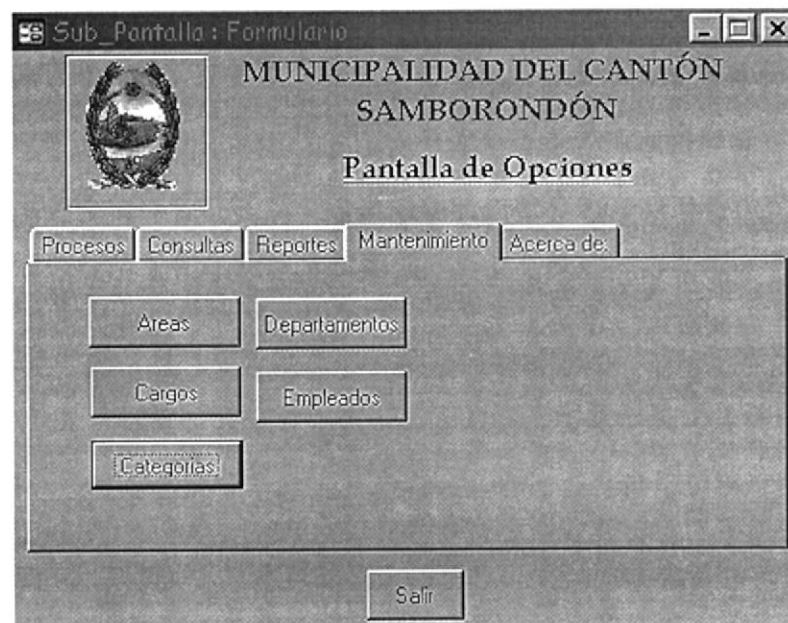 Sub_Pantalla : Formulario
MUNICIPALIDAD DEL CANTÓN
SAMBORONDÓN
Pantalla de Opciones
Procesos Consultas Reportes Mantenimiento Acerca de:
Areas Departamentos
Cargos Empleados
Categorias
Salir